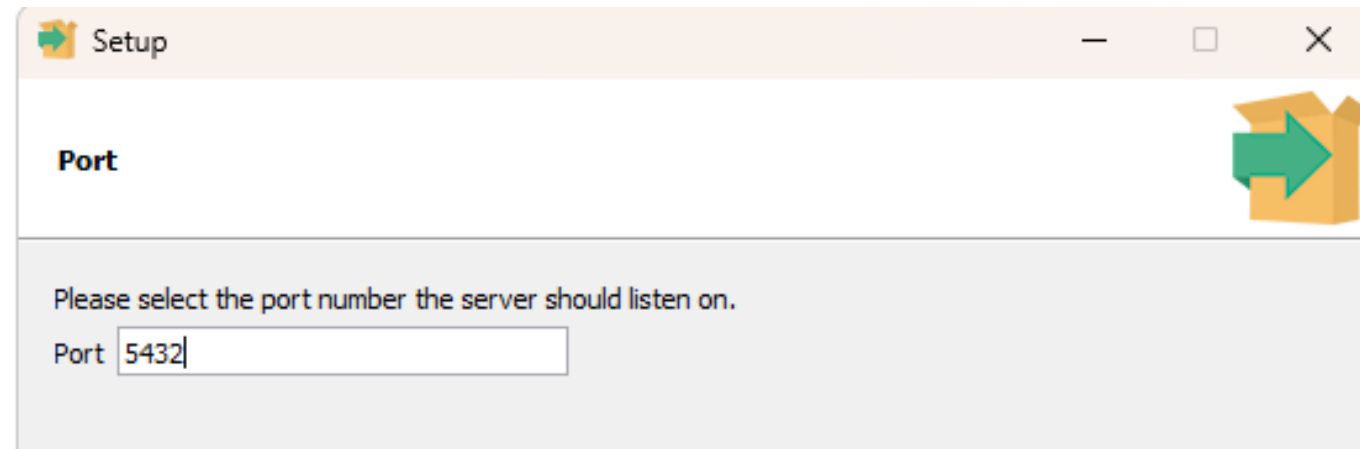 Setup
Port
Please select the port number the server should listen on.
Port 5432